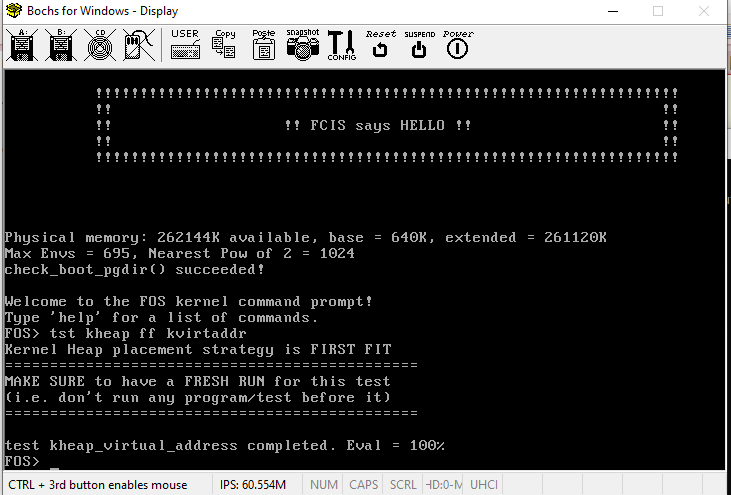 Bochs for Windows - Display
A: B: CD USER Copy Paste snapshot CONFIG Reset SUSPEND Power
!!!!!!!!!!!!!!!!!!!!!!!!!!!!!!!!!!!!!!!!!!!!!!!!!!!!!!!!!!!!!!!!!
!! !!
!! !! FCIS says HELLO !! !!
!! !!
!!!!!!!!!!!!!!!!!!!!!!!!!!!!!!!!!!!!!!!!!!!!!!!!!!!!!!!!!!!!!!!!!
Physical memory: 262144K available, base = 640K, extended = 261120K
Max Envs = 695, Nearest Pow of 2 = 1024
check_boot_pgdir() succeeded!
Welcome to the FOS kernel command prompt!
Type 'help' for a list of commands.
FOS> tst kheap ff kvirtaddr
Kernel Heap placement strategy is FIRST FIT
==============================================
MAKE SURE to have a FRESH RUN for this test
(i.e. don't run any program/test before it)
==============================================
test kheap_virtual_address completed. Eval = 100%
FOS> _
CTRL + 3rd button enables mouse IPS: 60.554M NUM CAPS SCRL HD:0-M UHCI